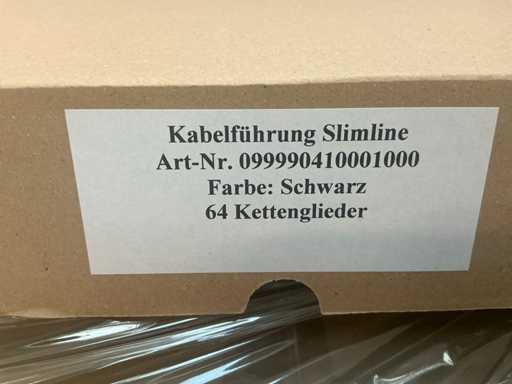 Kabelführung Slimline
Art-Nr. 099990410001000
Farbe: Schwarz
64 Kettenglieder